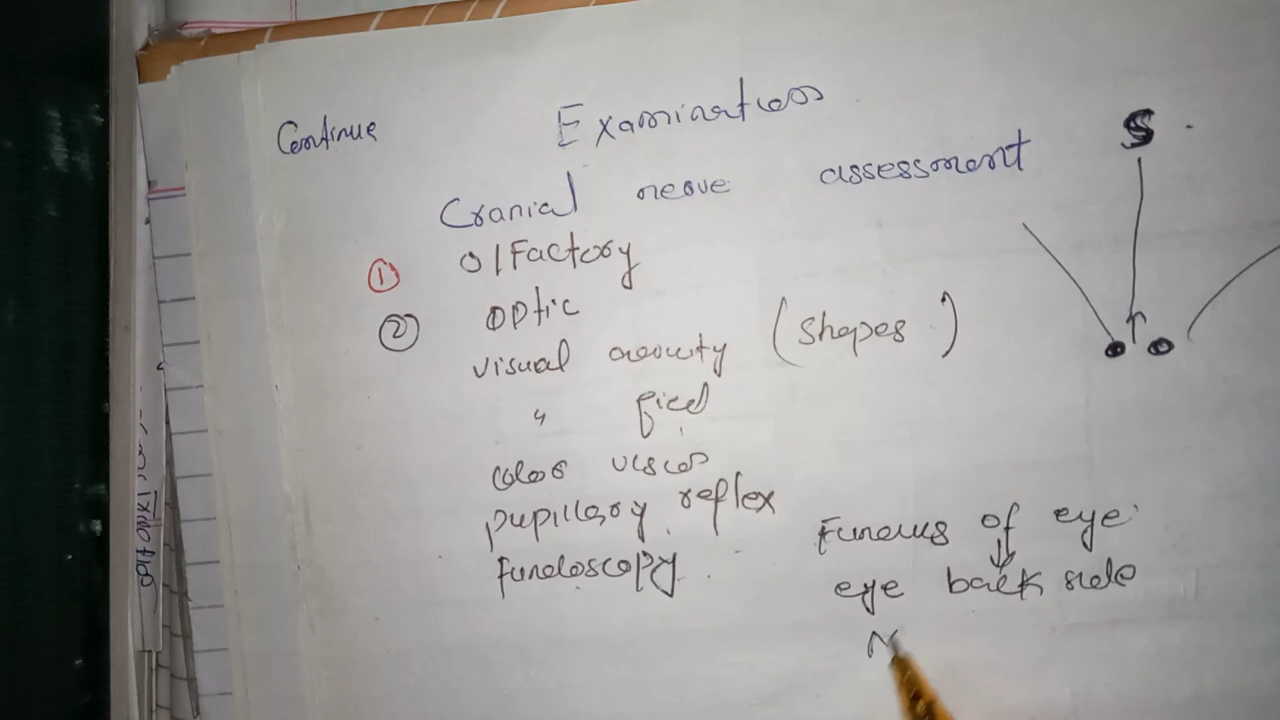 Continue
Examination
Cranial nerve assessment
S
① Olfactory
② Optic
visual acuity (Shapes)
" field
Color vision
pupillary reflex
Fundoscopy.
Fundus of eye
eye back side
N